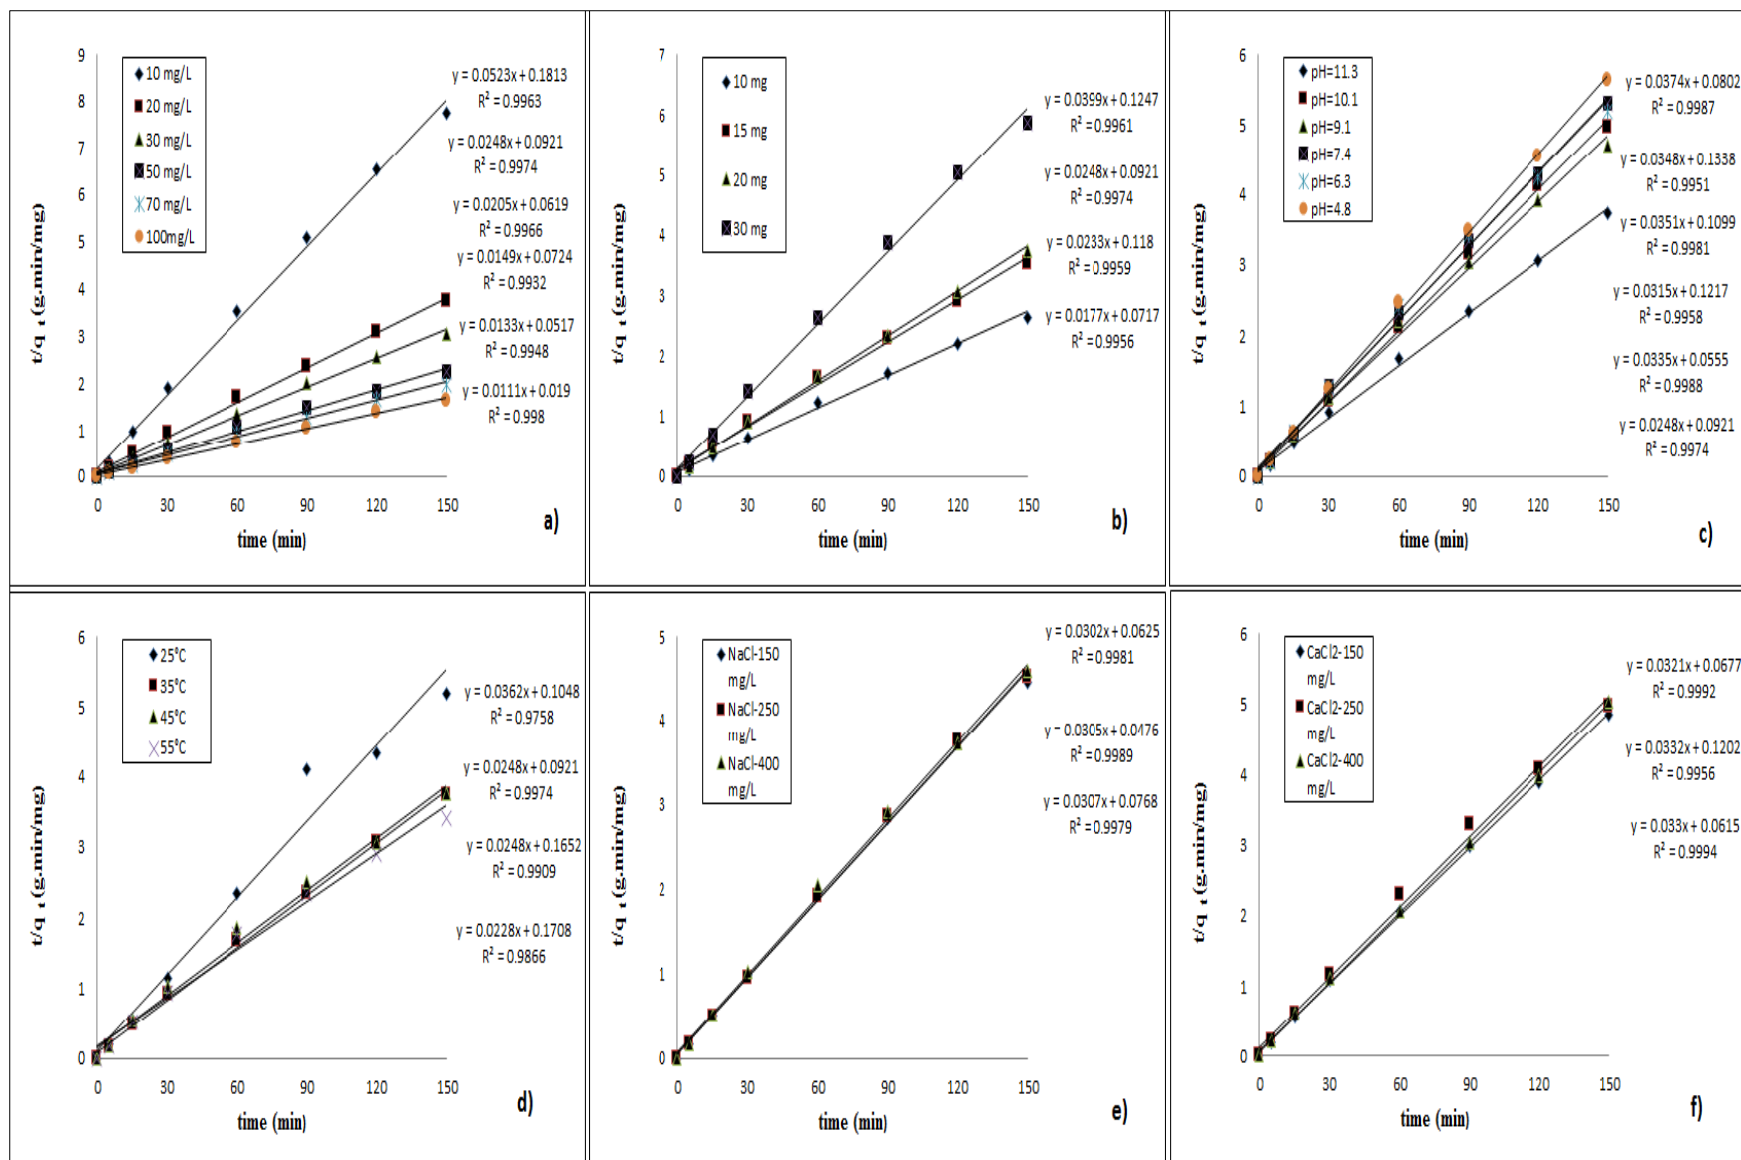 9
8
7
6
5
4
3
2
1
0
t/q t (g.min/mg)
10 mg/L
20 mg/L
30 mg/L
50 mg/L
70 mg/L
100mg/L
y = 0.0523x + 0.1813
R² = 0.9963
y = 0.0248x + 0.0921
R² = 0.9974
y = 0.0205x + 0.0619
R² = 0.9966
y = 0.0149x + 0.0724
R² = 0.9932
y = 0.0133x + 0.0517
R² = 0.9948
y = 0.0111x + 0.019
R² = 0.998
0 30 60 90 120 150
time (min)
a)
7
6
5
4
3
2
1
0
t/q t (g.min/mg)
10 mg
15 mg
20 mg
30 mg
y = 0.0399x + 0.1247
R² = 0.9961
y = 0.0248x + 0.0921
R² = 0.9974
y = 0.0233x + 0.118
R² = 0.9959
y = 0.0177x + 0.0717
R² = 0.9956
0 30 60 90 120 150
time (min)
b)
6
5
4
3
2
1
0
t/q t (g.min/mg)
pH=11.3
pH=10.1
pH=9.1
pH=7.4
pH=6.3
pH=4.8
y = 0.0374x + 0.0802
R² = 0.9987
y = 0.0348x + 0.1338
R² = 0.9951
y = 0.0351x + 0.1099
R² = 0.9981
y = 0.0315x + 0.1217
R² = 0.9958
y = 0.0335x + 0.0555
R² = 0.9988
y = 0.0248x + 0.0921
R² = 0.9974
0 30 60 90 120 150
time (min)
c)
6
5
4
3
2
1
0
t/q t (g.min/mg)
25°C
35°C
45°C
55°C
y = 0.0362x + 0.1048
R² = 0.9758
y = 0.0248x + 0.0921
R² = 0.9974
y = 0.0248x + 0.1652
R² = 0.9909
y = 0.0228x + 0.1708
R² = 0.9866
0 30 60 90 120 150
time (min)
d)
5
4
3
2
1
0
t/q t (g.min/mg)
NaCl-150
mg/L
NaCl-250
mg/L
NaCl-400
mg/L
y = 0.0302x + 0.0625
R² = 0.9981
y = 0.0305x + 0.0476
R² = 0.9989
y = 0.0307x + 0.0768
R² = 0.9979
0 30 60 90 120 150
time (min)
e)
6
5
4
3
2
1
0
t/q t (g.min/mg)
CaCl2-150
mg/L
CaCl2-250
mg/L
CaCl2-400
mg/L
y = 0.0321x + 0.0677
R² = 0.9992
y = 0.0332x + 0.1202
R² = 0.9956
y = 0.033x + 0.0615
R² = 0.9994
0 30 60 90 120 150
time (min)
f)